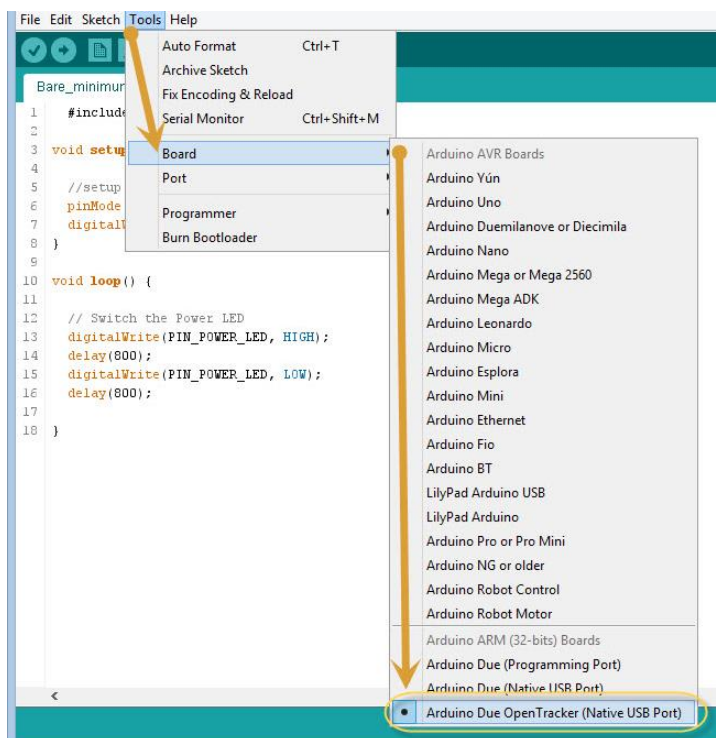 File Edit Sketch Tools Help
Auto Format Ctrl+T
Archive Sketch
Fix Encoding & Reload
Serial Monitor Ctrl+Shift+M
Board
Port
Programmer
Burn Bootloader
Arduino AVR Boards
Arduino Yún
Arduino Uno
Arduino Duemilanove or Diecimila
Arduino Nano
Arduino Mega or Mega 2560
Arduino Mega ADK
Arduino Leonardo
Arduino Micro
Arduino Esplora
Arduino Mini
Arduino Ethernet
Arduino Fio
Arduino BT
LilyPad Arduino USB
LilyPad Arduino
Arduino Pro or Pro Mini
Arduino NG or older
Arduino Robot Control
Arduino Robot Motor
Arduino ARM (32-bits) Boards
Arduino Due (Programming Port)
Arduino Due (Native USB Port)
Arduino Due OpenTracker (Native USB Port)
Bare_minimum
1 #include
2
3 void setup
4
5 //setup
6 pinMode
7 digital
8 }
9
10 void loop() {
11
12 // Switch the Power LED
13 digitalWrite(PIN_POWER_LED, HIGH);
14 delay(800);
15 digitalWrite(PIN_POWER_LED, LOW);
16 delay(800);
17
18 }